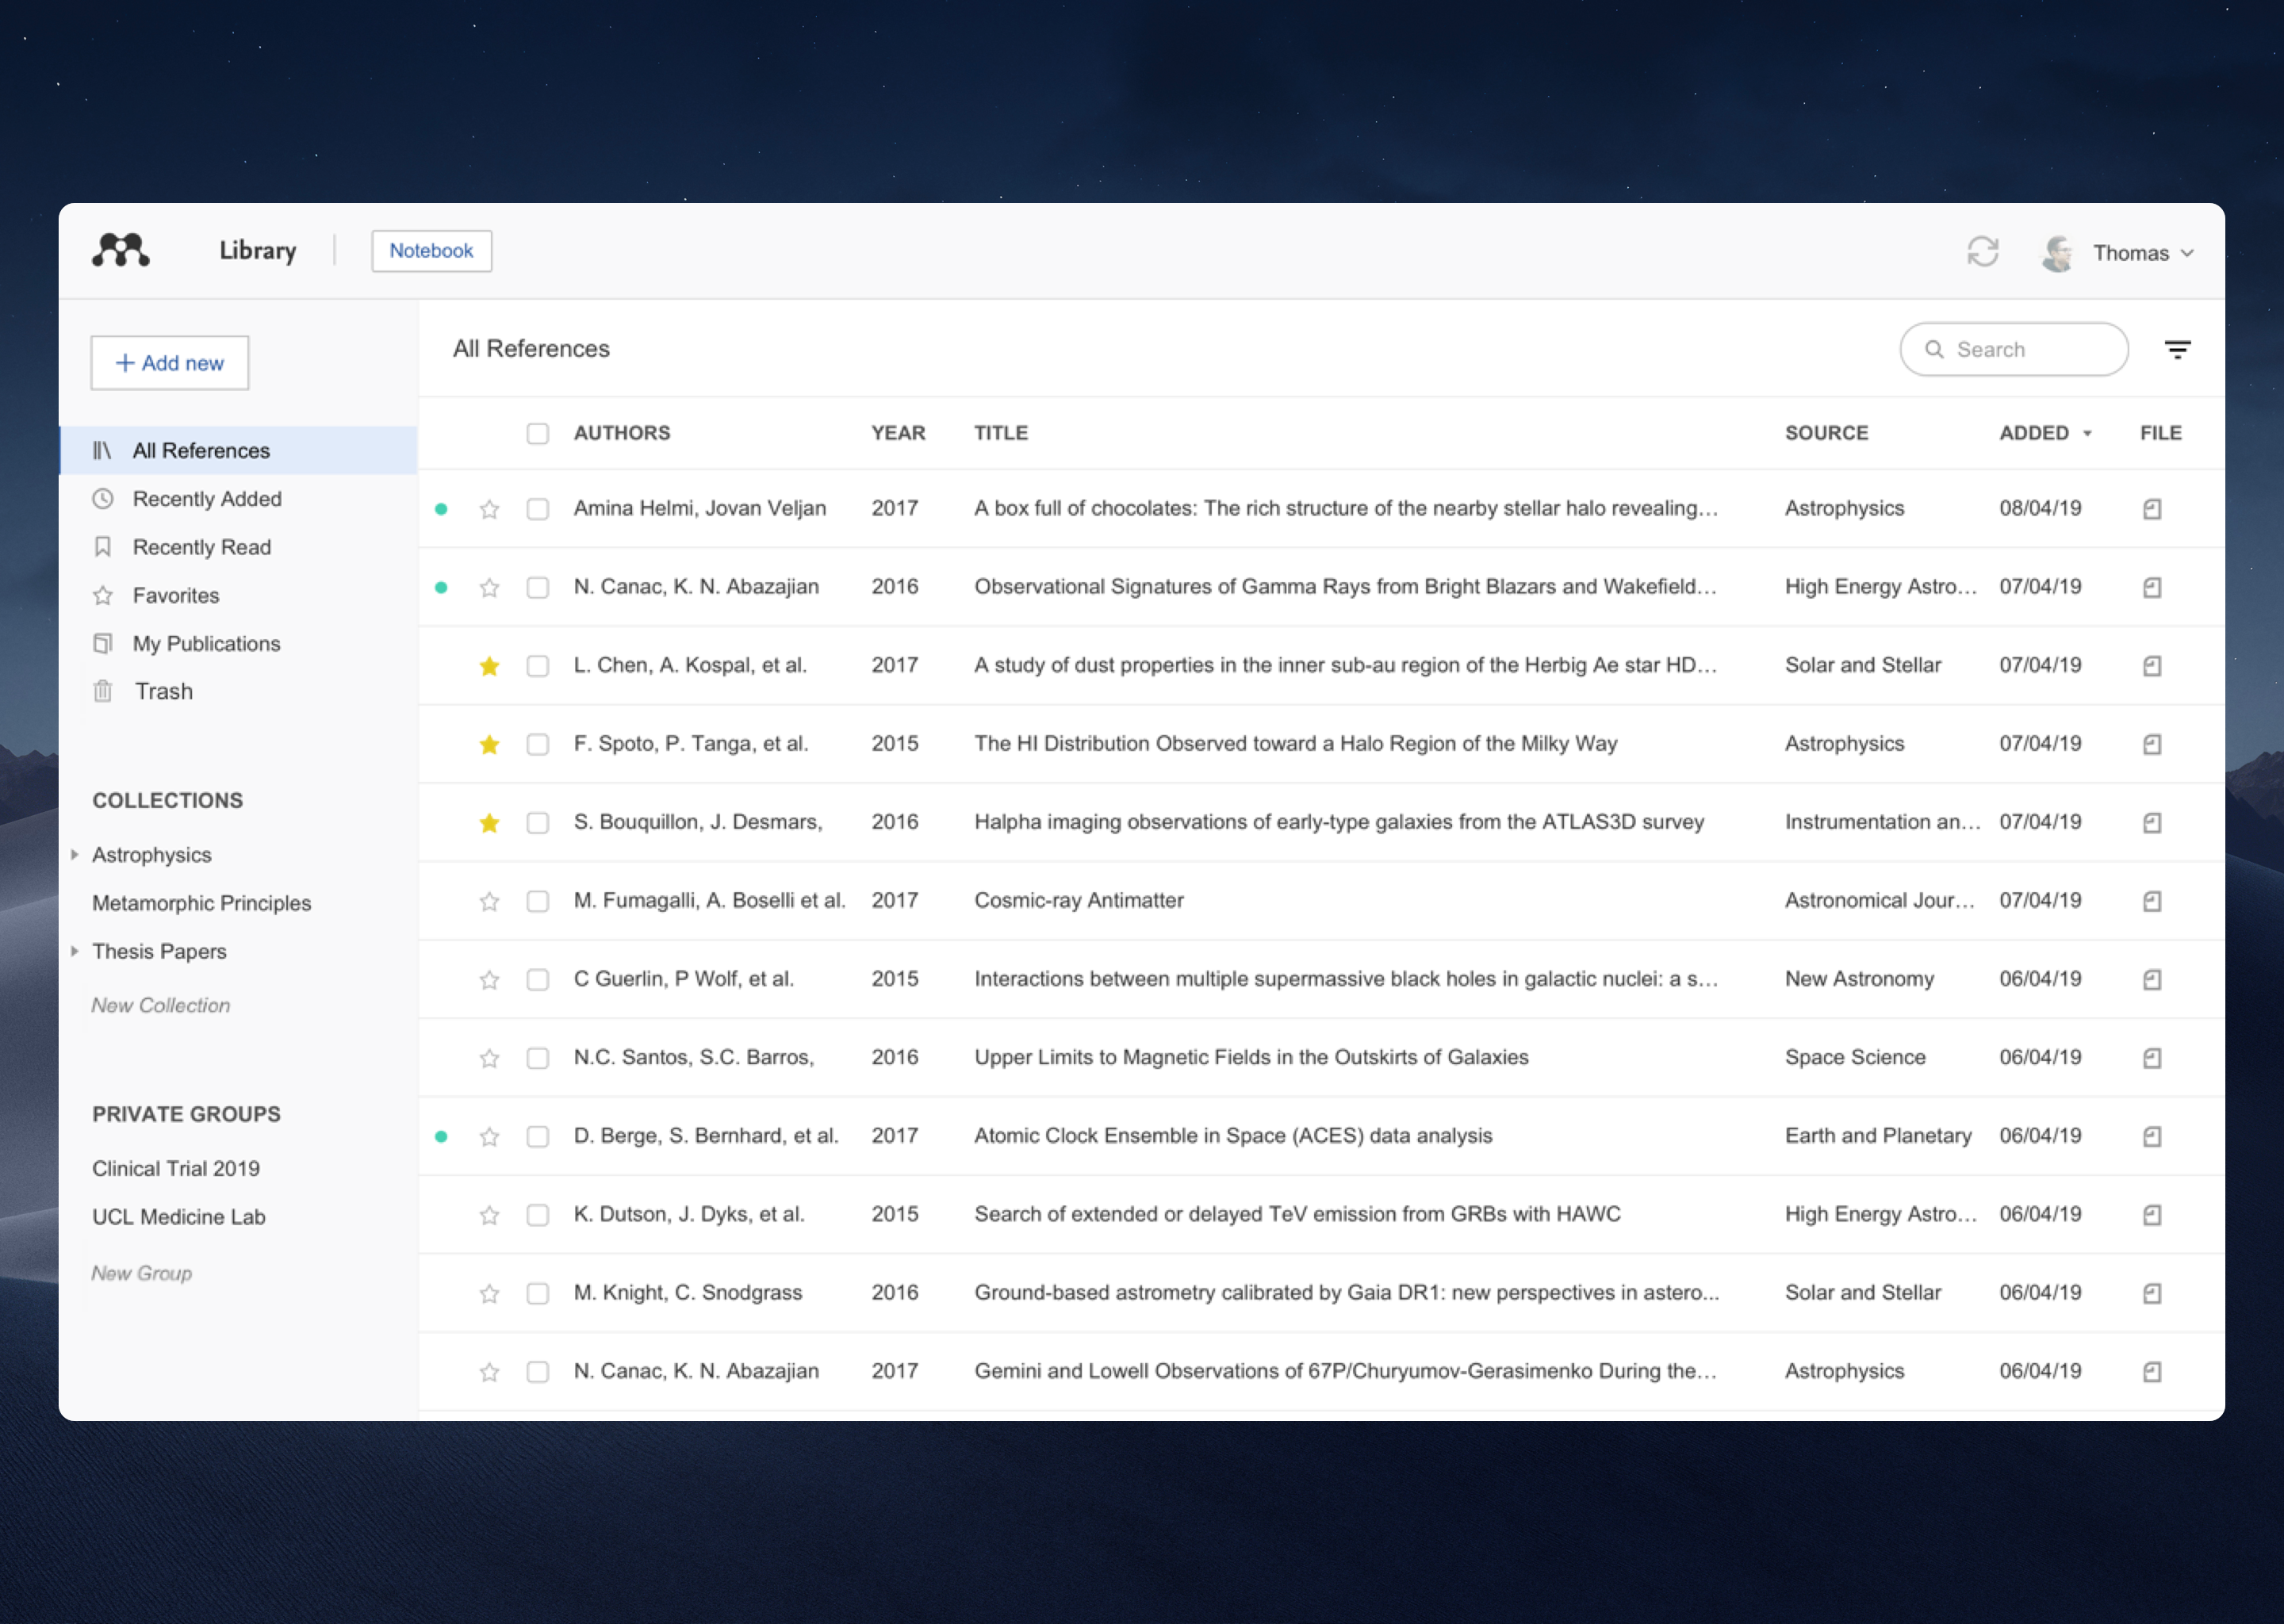 Library
Notebook
Thomas
Add new
All References
Recently Added
Recently Read
Favorites
My Publications
Trash
COLLECTIONS
Astrophysics
Metamorphic Principles
Thesis Papers
New Collection
PRIVATE GROUPS
Clinical Trial 2019
UCL Medicine Lab
New Group
All References
Search
AUTHORS YEAR TITLE SOURCE ADDED FILE
Amina Helmi, Jovan Veljan 2017 A box full of chocolates: The rich structure of the nearby stellar halo revealing… Astrophysics 08/04/19
N. Canac, K. N. Abazajian 2016 Observational Signatures of Gamma Rays from Bright Blazars and Wakefield… High Energy Astro… 07/04/19
L. Chen, A. Kospal, et al. 2017 A study of dust properties in the inner sub-au region of the Herbig Ae star HD… Solar and Stellar 07/04/19
F. Spoto, P. Tanga, et al. 2015 The HI Distribution Observed toward a Halo Region of the Milky Way Astrophysics 07/04/19
S. Bouquillon, J. Desmars, 2016 Halpha imaging observations of early-type galaxies from the ATLAS3D survey Instrumentation an… 07/04/19
M. Fumagalli, A. Boselli et al. 2017 Cosmic-ray Antimatter Astronomical Jour… 07/04/19
C Guerlin, P Wolf, et al. 2015 Interactions between multiple supermassive black holes in galactic nuclei: a s… New Astronomy 06/04/19
N.C. Santos, S.C. Barros, 2016 Upper Limits to Magnetic Fields in the Outskirts of Galaxies Space Science 06/04/19
D. Berge, S. Bernhard, et al. 2017 Atomic Clock Ensemble in Space (ACES) data analysis Earth and Planetary 06/04/19
K. Dutson, J. Dyks, et al. 2015 Search of extended or delayed TeV emission from GRBs with HAWC High Energy Astro… 06/04/19
M. Knight, C. Snodgrass 2016 Ground-based astrometry calibrated by Gaia DR1: new perspectives in astero... Solar and Stellar 06/04/19
N. Canac, K. N. Abazajian 2017 Gemini and Lowell Observations of 67P/Churyumov-Gerasimenko During the… Astrophysics 06/04/19